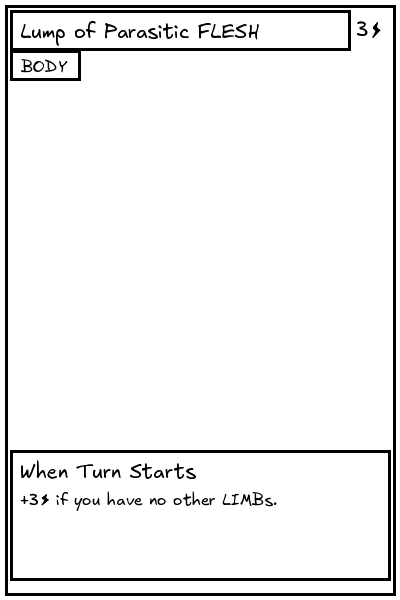 Lump of Parasitic FLESH
3⚡
BODY
When Turn Starts
+3⚡ if you have no other LIMBs.